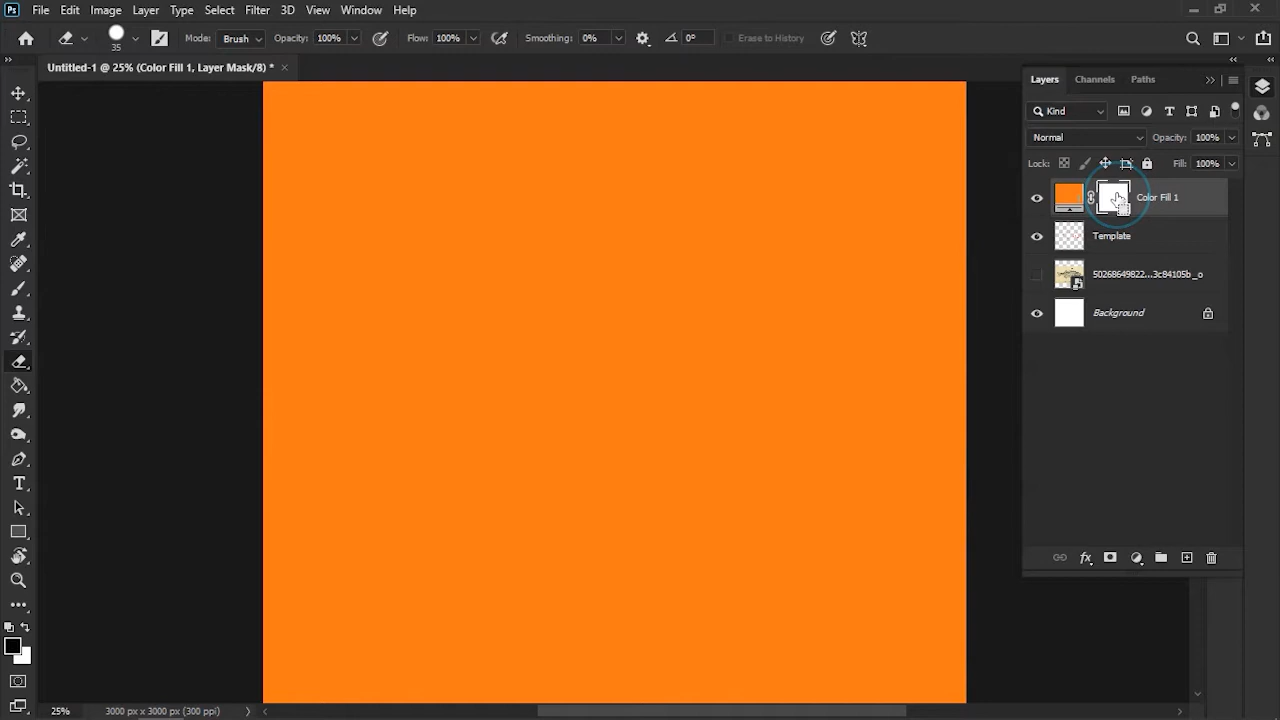 Ps File Edit Image Layer Type Select Filter 3D View Window Help
35 Mode: Brush Opacity: 100% Flow: 100% Smoothing: 0% 0° Erase to History
Untitled-1 @ 25% (Color Fill 1, Layer Mask/8) *
Layers Channels Paths
Kind
Normal Opacity: 100%
Lock: Fill: 100%
Color Fill 1
Template
50268649822...3c84105b_o
Background
fx
25% 3000 px x 3000 px (300 ppi)